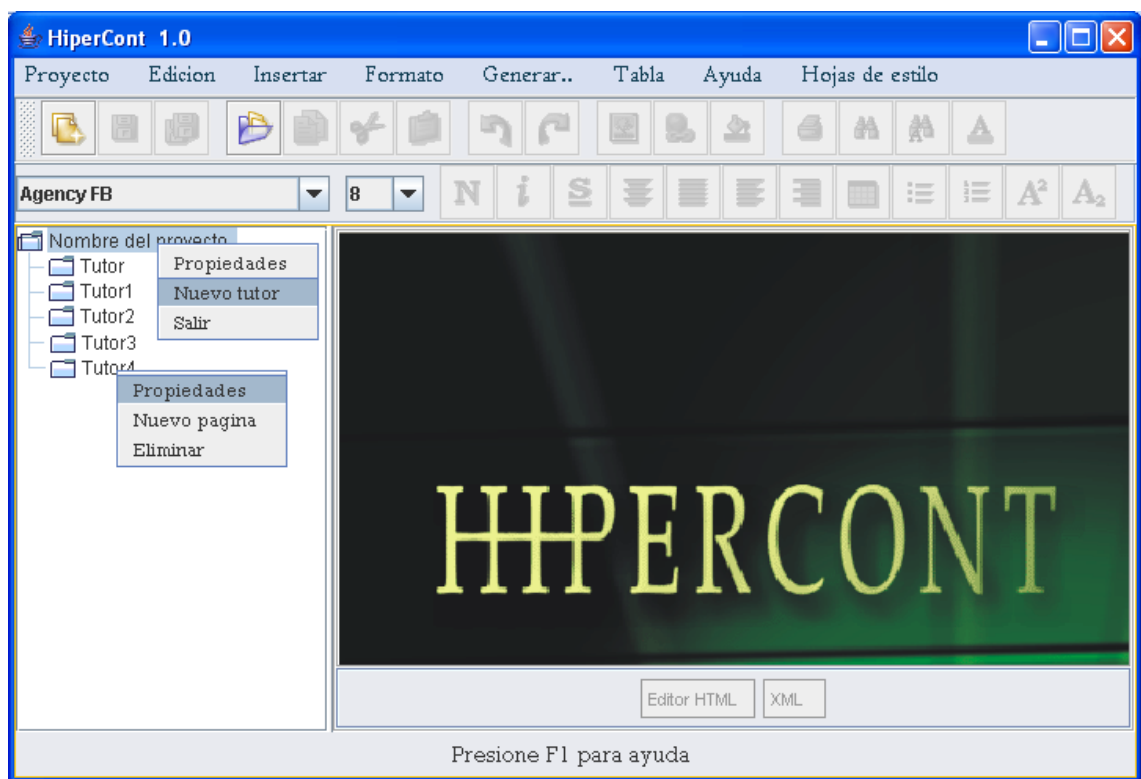 HiperCont 1.0
Proyecto Edicion Insertar Formato Generar.. Tabla Ayuda Hojas de estilo
Agency FB 8 N i S A² A₂
Nombre del proyecto
Tutor
Tutor1
Tutor2
Tutor3
Tutor4
Propiedades
Nuevo tutor
Salir
Propiedades
Nuevo pagina
Eliminar
HIPERCONT
Editor HTML XML
Presione F1 para ayuda